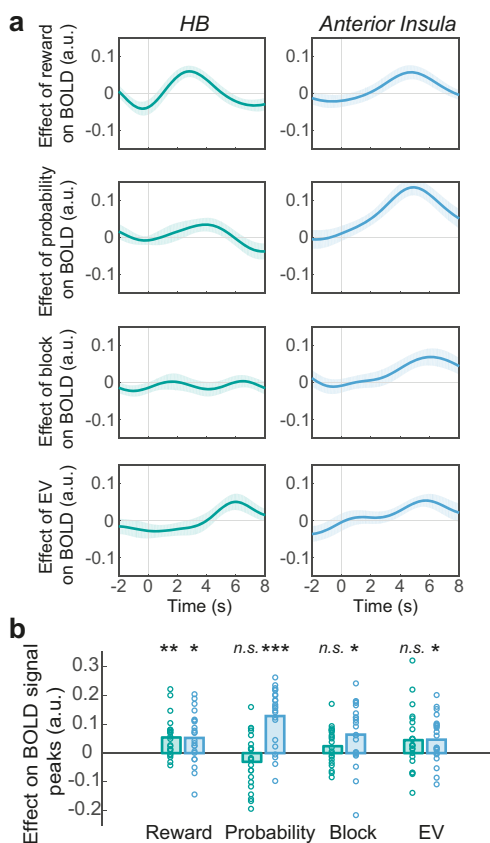 a
HB
Anterior Insula
Effect of reward
on BOLD (a.u.)
0.1
0
-0.1
0.1
0
-0.1
Effect of probability
on BOLD (a.u.)
0.1
0
-0.1
0.1
0
-0.1
Effect of block
on BOLD (a.u.)
0.1
0
-0.1
0.1
0
-0.1
Effect of EV
on BOLD (a.u.)
0.1
0
-0.1
0.1
0
-0.1
-2 0 2 4 6 8
-2 0 2 4 6 8
Time (s)
Time (s)
b
** * n.s. *** n.s. * n.s. *
Effect on BOLD signal
peaks (a.u.)
0.3
0.2
0.1
0
-0.1
-0.2
Reward Probability Block EV